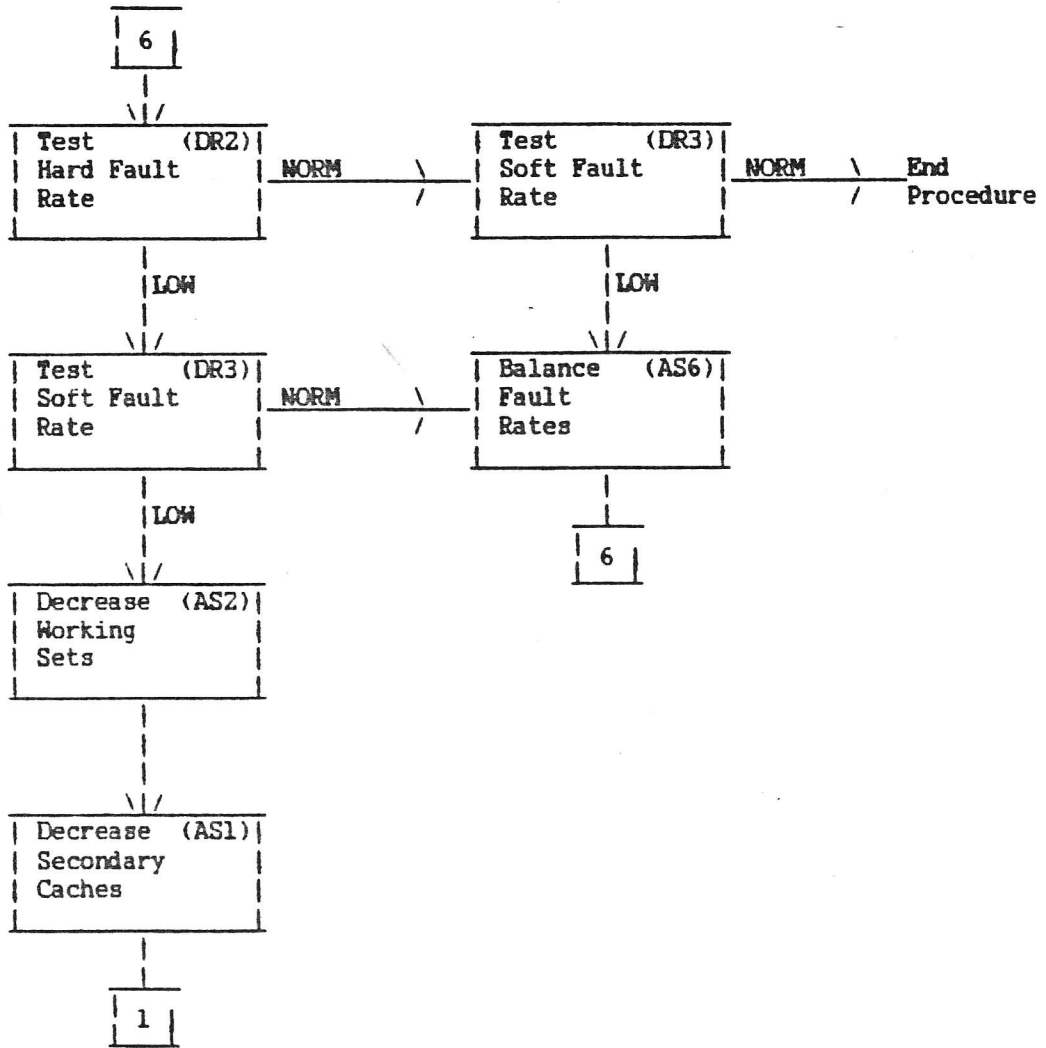 6
Test (DR2)
Hard Fault
Rate
NORM
Test (DR3)
Soft Fault
Rate
NORM
End
Procedure
LOW
LOW
Test (DR3)
Soft Fault
Rate
NORM
Balance (AS6)
Fault
Rates
LOW
6
Decrease (AS2)
Working
Sets
Decrease (AS1)
Secondary
Caches
1